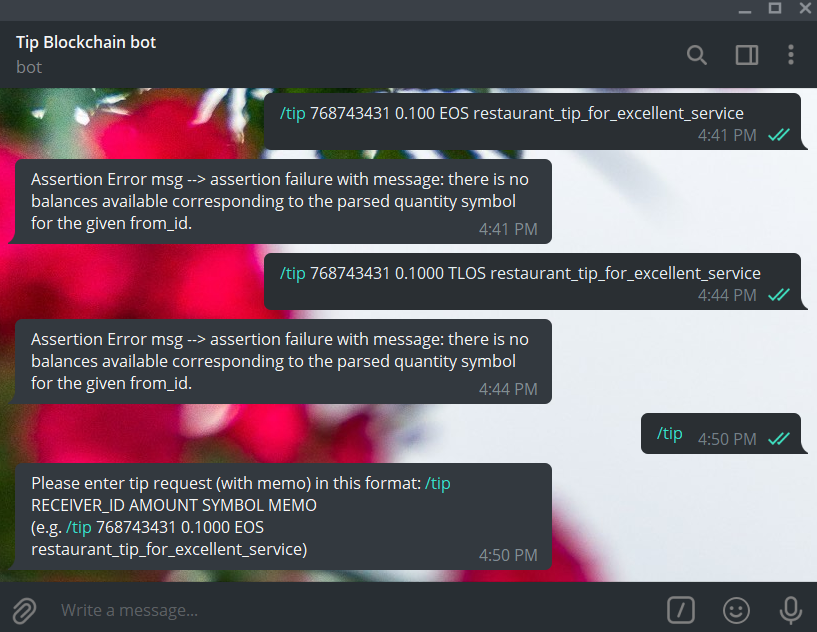 Tip Blockchain bot
bot
/tip 768743431 0.100 EOS restaurant_tip_for_excellent_service
4:41 PM
Assertion Error msg --> assertion failure with message: there is no
balances available corresponding to the parsed quantity symbol
for the given from_id.
4:41 PM
/tip 768743431 0.1000 TLOS restaurant_tip_for_excellent_service
4:44 PM
Assertion Error msg --> assertion failure with message: there is no
balances available corresponding to the parsed quantity symbol
for the given from_id.
4:44 PM
/tip 4:50 PM
Please enter tip request (with memo) in this format: /tip
RECEIVER_ID AMOUNT SYMBOL MEMO
(e.g. /tip 768743431 0.1000 EOS
restaurant_tip_for_excellent_service)
4:50 PM
Write a message...